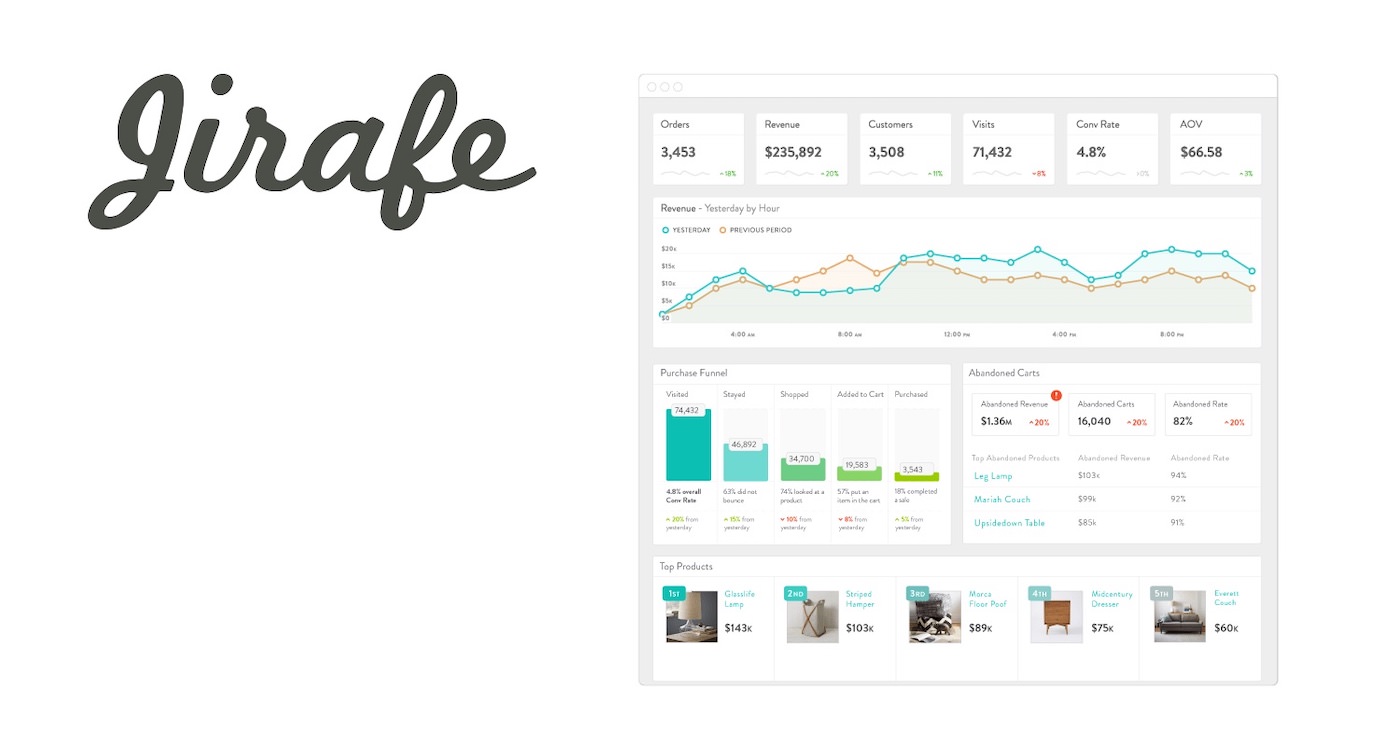 Jirafe
Orders
3,453
18%
Revenue
$235,892
20%
Customers
3,508
11%
Visits
71,432
8%
Conv Rate
4.8%
0%
AOV
$66.58
3%
Revenue - Yesterday by Hour
YESTERDAY PREVIOUS PERIOD
$20K
$15K
$10K
$5K
$0
4:00 AM 8:00 AM 12:00 PM 4:00 PM 8:00 PM
Purchase Funnel
Visited
74,432
4.8% overall
Conv Rate
20% from
yesterday
Stayed
46,892
63% did not
bounce
15% from
yesterday
Shopped
34,700
74% looked at a
product
10% from
yesterday
Added to Cart
19,583
57% put an
item in the cart
8% from
yesterday
Purchased
3,543
18% completed
a sale
5% from
yesterday
Abandoned Carts
Abandoned Revenue
!
$1.36M 20%
Abandoned Carts
16,040 20%
Abandoned Rate
82% 20%
Top Abandoned Products Abandoned Revenue Abandoned Rate
Leg Lamp $103k 94%
Mariah Couch $99k 92%
Upsidedown Table $85k 91%
Top Products
1ST
Glasslife
Lamp
$143K
2ND
Striped
Hamper
$103K
3RD
Morca
Floor Poof
$89K
4TH
Midcentury
Dresser
$75K
5TH
Everett
Couch
$60K